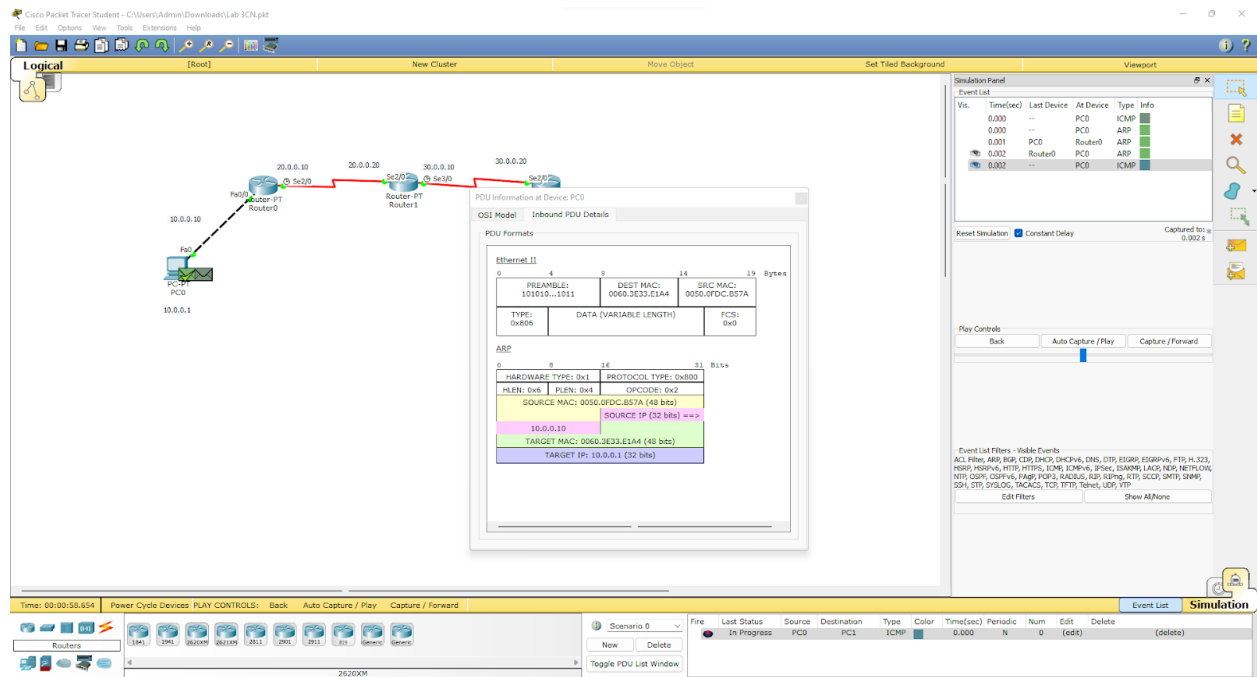 Cisco Packet Tracer Student - C:\Users\Admin\Downloads\Lab 3CN.pkt
File Edit Options View Tools Extensions Help
Logical [Root] New Cluster Move Object Set Tiled Background Viewport
20.0.0.10 20.0.0.20 30.0.0.10 30.0.0.20
Se2/0 Se2/0 Se3/0 Se2/0
Fa0/0 Router-PT
Router0
Router-PT
Router1
10.0.0.10
Fa0
PC-PT
PC0
10.0.0.1
PDU Information at Device: PC0
OSI Model Inbound PDU Details
PDU Formats
Ethernet II
0 4 8 14 19 Bytes
PREAMBLE: DEST MAC: SRC MAC:
101010...1011 0060.3E33.E1A4 0050.0FDC.B57A
TYPE: DATA (VARIABLE LENGTH) FCS:
0x806 0x0
ARP
0 8 16 31 Bits
HARDWARE TYPE: 0x1 PROTOCOL TYPE: 0x800
HLEN: 0x6 PLEN: 0x4 OPCODE: 0x2
SOURCE MAC: 0050.0FDC.B57A (48 bits)
SOURCE IP (32 bits) ==>
10.0.0.10
TARGET MAC: 0060.3E33.E1A4 (48 bits)
TARGET IP: 10.0.0.1 (32 bits)
Simulation Panel
Event List
Vis. Time(sec) Last Device At Device Type Info
0.000 -- PC0 ICMP
0.000 -- PC0 ARP
0.001 PC0 Router0 ARP
0.002 Router0 PC0 ARP
0.002 -- PC0 ICMP
Reset Simulation Constant Delay Captured to:
0.002 s
Play Controls
Back Auto Capture / Play Capture / Forward
Event List Filters - Visible Events
ACL Filter, ARP, BGP, CDP, DHCP, DHCPv6, DNS, DTP, EIGRP, EIGRPv6, FTP, H.323,
HSRP, HSRPv6, HTTP, HTTPS, ICMP, ICMPv6, IPSec, ISAKMP, LACP, NDP, NETFLOW,
NTP, OSPF, OSPFv6, PAgP, POP3, RADIUS, RIP, RIPng, RTP, SCCP, SMTP, SNMP,
SSH, STP, SYSLOG, TACACS, TCP, TFTP, Telnet, UDP, VTP
Edit Filters Show All/None
Time: 00:00:58.654 Power Cycle Devices PLAY CONTROLS: Back Auto Capture / Play Capture / Forward Event List Simulation
Routers
1841 1941 2620XM 2621XM 2811 2901 2911 819 Generic Generic
2620XM
Scenario 0
New Delete
Toggle PDU List Window
Fire Last Status Source Destination Type Color Time(sec) Periodic Num Edit Delete
In Progress PC0 PC1 ICMP 0.000 N 0 (edit) (delete)